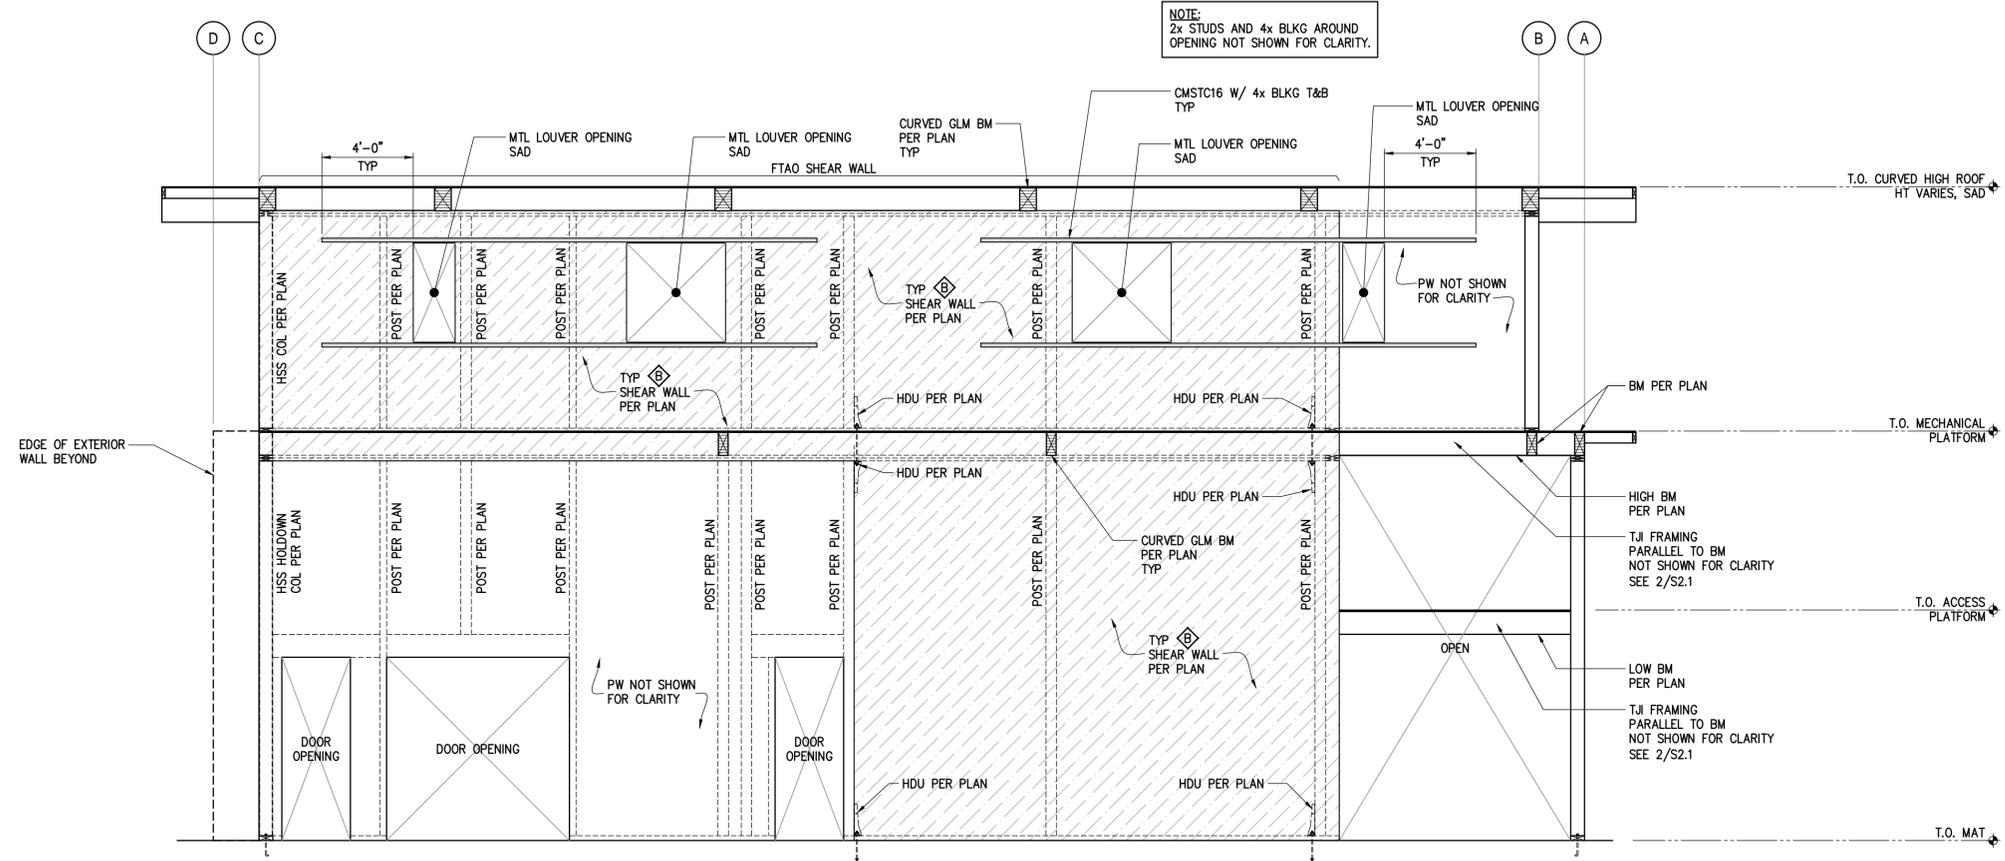 NOTE:
2x STUDS AND 4x BLKG AROUND
OPENING NOT SHOWN FOR CLARITY.
D
C
B
A
CMSTC16 W/ 4x BLKG T&B
TYP
MTL LOUVER OPENING
SAD
CURVED GLM BM
PER PLAN
TYP
MTL LOUVER OPENING
SAD
MTL LOUVER OPENING
SAD
MTL LOUVER OPENING
SAD
4'-0"
TYP
4'-0"
TYP
FTAO SHEAR WALL
T.O. CURVED HIGH ROOF
HT VARIES, SAD
HSS COL PER PLAN
POST PER PLAN
POST PER PLAN
POST PER PLAN
POST PER PLAN
POST PER PLAN
POST PER PLAN
POST PER PLAN
TYP B
SHEAR WALL
PER PLAN
PW NOT SHOWN
FOR CLARITY
TYP B
SHEAR WALL
PER PLAN
HDU PER PLAN
HDU PER PLAN
BM PER PLAN
T.O. MECHANICAL
PLATFORM
EDGE OF EXTERIOR
WALL BEYOND
HDU PER PLAN
HDU PER PLAN
HIGH BM
PER PLAN
HSS HOLDOWN
COL PER PLAN
POST PER PLAN
POST PER PLAN
POST PER PLAN
POST PER PLAN
POST PER PLAN
POST PER PLAN
POST PER PLAN
POST PER PLAN
CURVED GLM BM
PER PLAN
TYP
TJI FRAMING
PARALLEL TO BM
NOT SHOWN FOR CLARITY
SEE 2/S2.1
T.O. ACCESS
PLATFORM
TYP B
SHEAR WALL
PER PLAN
OPEN
LOW BM
PER PLAN
PW NOT SHOWN
FOR CLARITY
TJI FRAMING
PARALLEL TO BM
NOT SHOWN FOR CLARITY
SEE 2/S2.1
DOOR
OPENING
DOOR OPENING
DOOR
OPENING
HDU PER PLAN
HDU PER PLAN
T.O. MAT